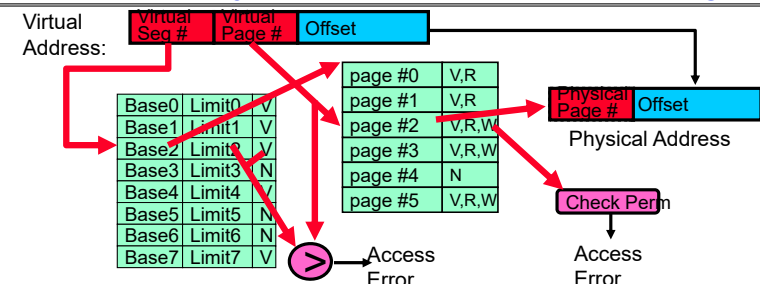 Virtual
Address:
Virtual
Seg #
Virtual
Page #
Offset
Base0 Limit0 V
Base1 Limit1 V
Base2 Limit2 V
Base3 Limit3 N
Base4 Limit4 V
Base5 Limit5 N
Base6 Limit6 N
Base7 Limit7 V
page #0 V,R
page #1 V,R
page #2 V,R,W
page #3 V,R,W
page #4 N
page #5 V,R,W
Physical
Page #
Offset
Physical Address
Check Perm
>
Access
Error
Access
Error